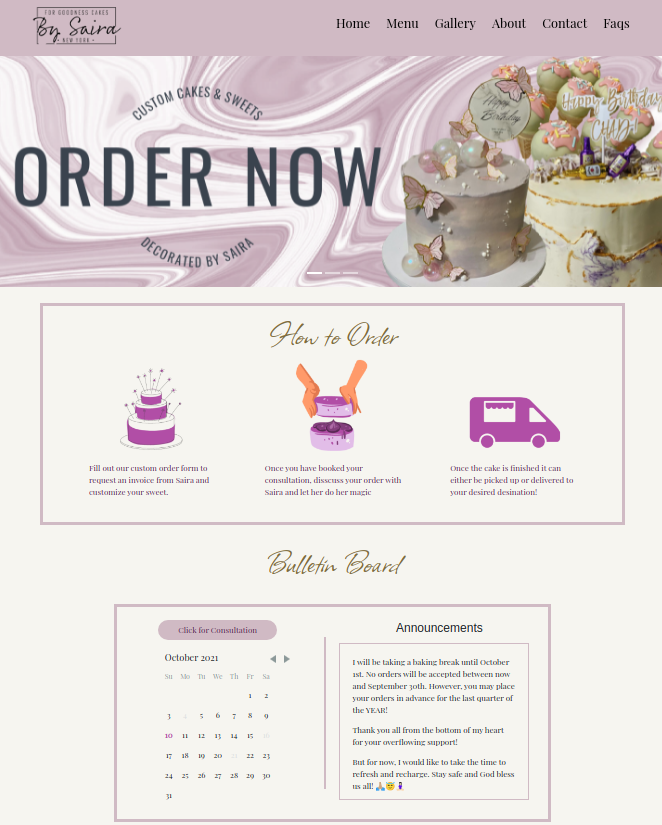 FOR GOODNESS CAKES
By Saira
NEW YORK
Home Menu Gallery About Contact Faqs
CUSTOM CAKES & SWEETS
ORDER NOW
DECORATED BY SAIRA
Happy Birthday
Happy Birthday
CHAD!
How to Order
Fill out our custom order form to
request an invoice from Saira and
customize your sweet.
Once you have booked your
consultation, disscuss your order with
Saira and let her do her magic
Once the cake is finished it can
either be picked up or delivered to
your desired desination!
Bulletin Board
Click for Consultation
October 2021
Su Mo Tu We Th Fr Sa
1 2
3 4 5 6 7 8 9
10 11 12 13 14 15 16
17 18 19 20 21 22 23
24 25 26 27 28 29 30
31
Announcements
I will be taking a baking break until October
1st. No orders will be accepted between now
and September 30th. However, you may place
your orders in advance for the last quarter of
the YEAR!
Thank you all from the bottom of my heart
for your overflowing support!
But for now, I would like to take the time to
refresh and recharge. Stay safe and God bless
us all!